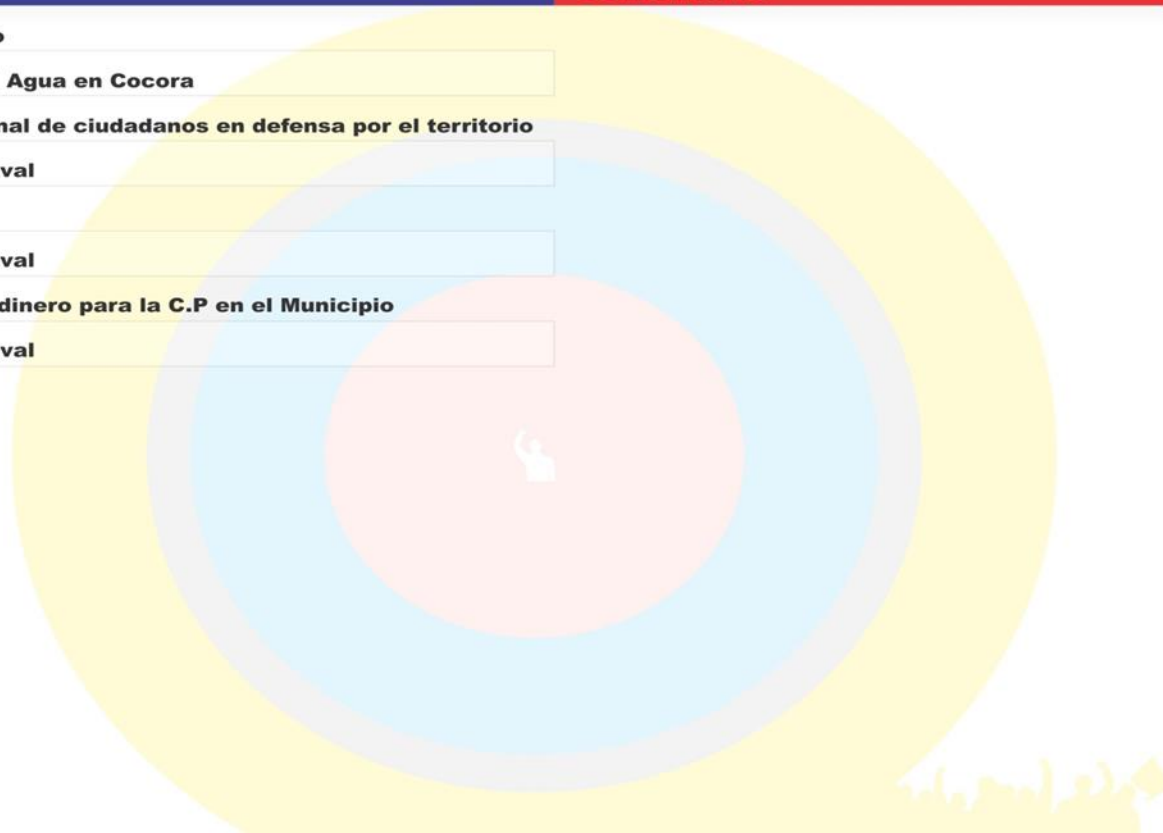 Agua en Cocora
nal de ciudadanos en defensa por el territorio
val
val
dinero para la C.P en el Municipio
val